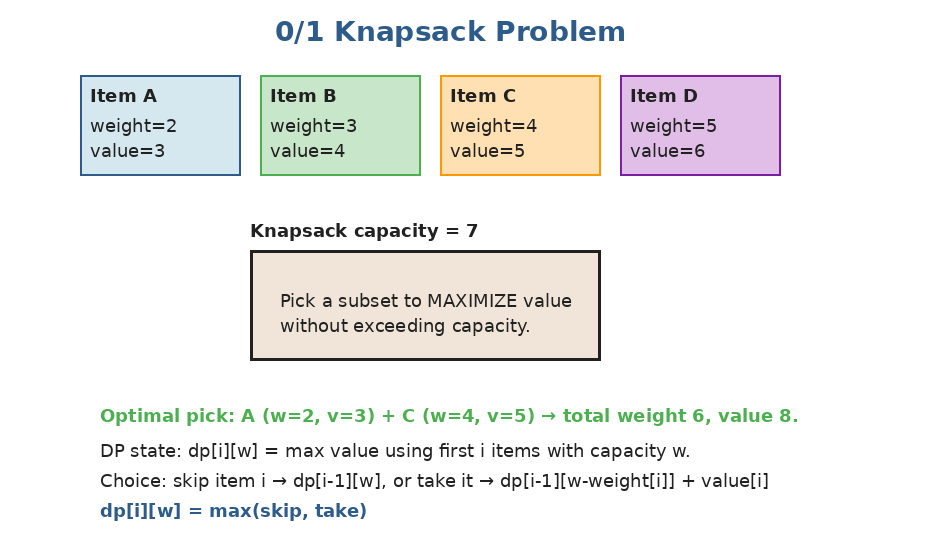 0/1 Knapsack Problem
Item A
weight=2
value=3
Item B
weight=3
value=4
Item C
weight=4
value=5
Item D
weight=5
value=6
Knapsack capacity = 7
Pick a subset to MAXIMIZE value
without exceeding capacity.
Optimal pick: A (w=2, v=3) + C (w=4, v=5) → total weight 6, value 8.
DP state: dp[i][w] = max value using first i items with capacity w.
Choice: skip item i → dp[i-1][w], or take it → dp[i-1][w-weight[i]] + value[i]
dp[i][w] = max(skip, take)